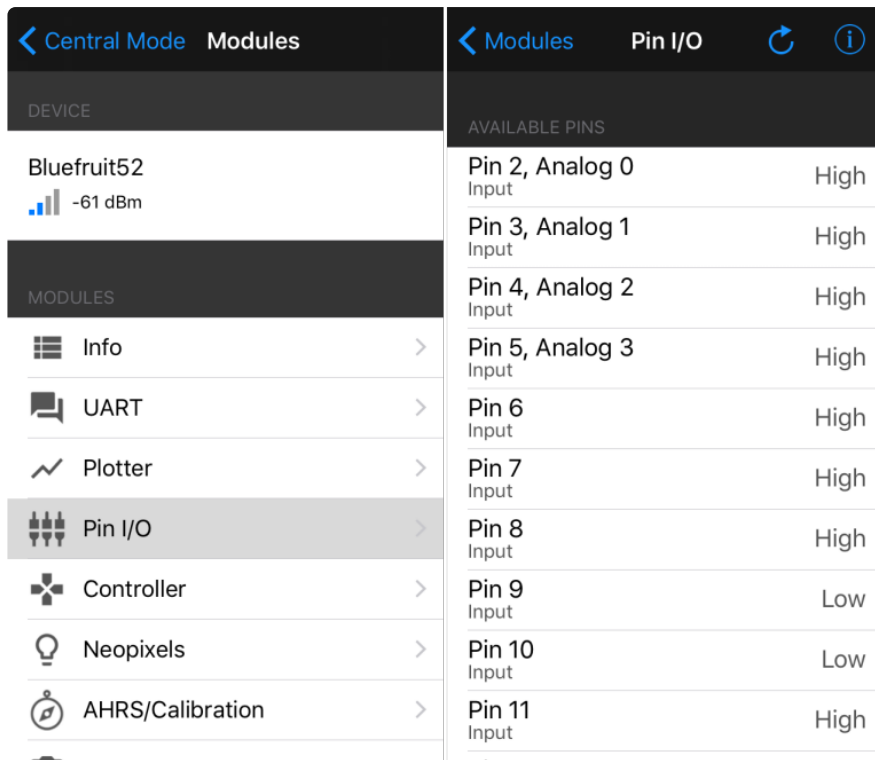 Central Mode Modules
DEVICE
Bluefruit52
-61 dBm
MODULES
Info
UART
Plotter
Pin I/O
Controller
Neopixels
AHRS/Calibration
Modules Pin I/O
AVAILABLE PINS
Pin 2, Analog 0
Input
High
Pin 3, Analog 1
Input
High
Pin 4, Analog 2
Input
High
Pin 5, Analog 3
Input
High
Pin 6
Input
High
Pin 7
Input
High
Pin 8
Input
High
Pin 9
Input
Low
Pin 10
Input
Low
Pin 11
Input
High